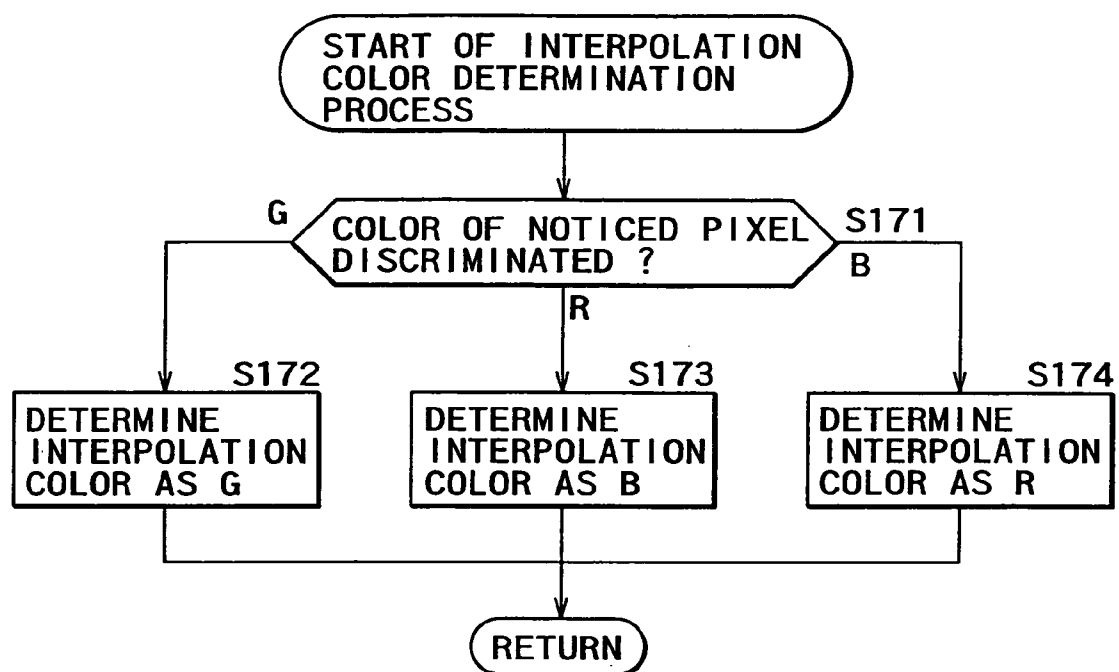 START OF INTERPOLATION
COLOR DETERMINATION
PROCESS
G
COLOR OF NOTICED PIXEL
DISCRIMINATED ?
S171
B
R
S172
DETERMINE
INTERPOLATION
COLOR AS G
S173
DETERMINE
INTERPOLATION
COLOR AS B
S174
DETERMINE
INTERPOLATION
COLOR AS R
RETURN